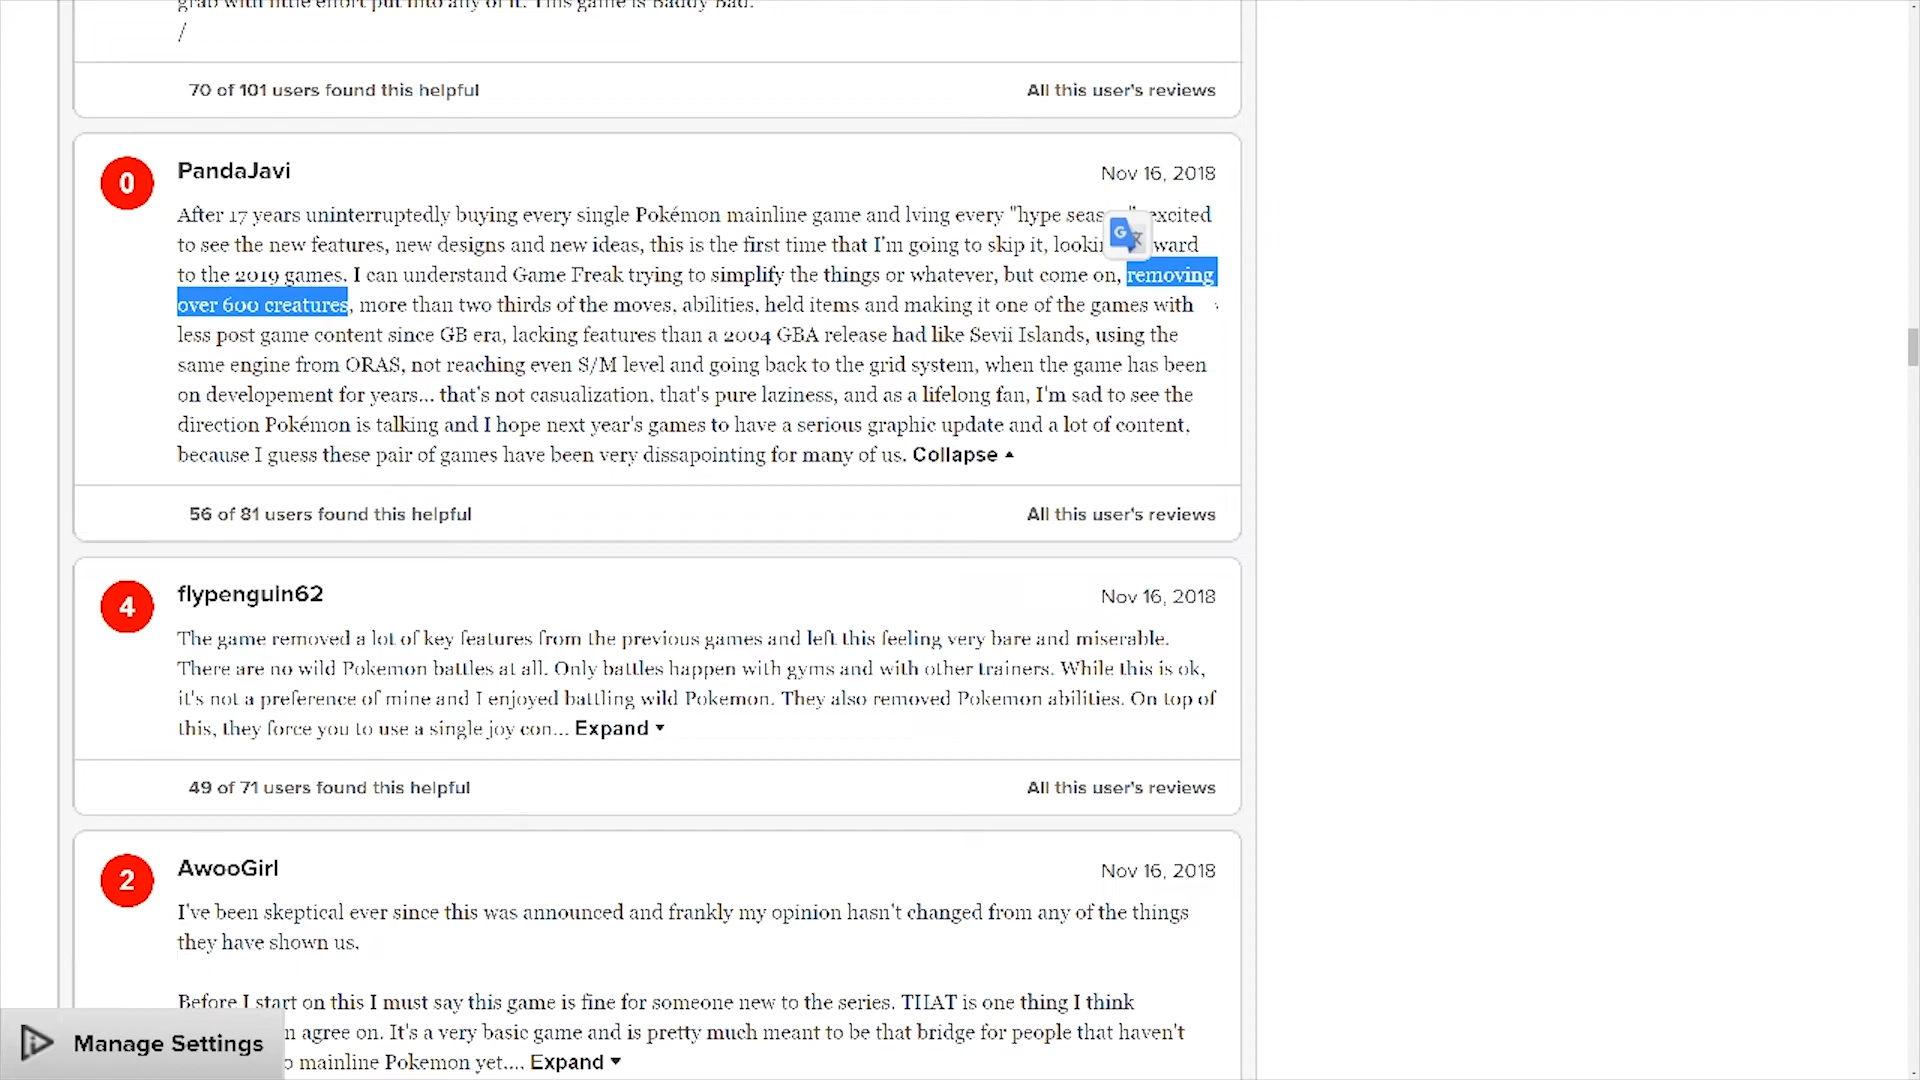 grab with little effort put into any of it. This game is Baddy Bad.
/
70 of 101 users found this helpful
All this user's reviews
0
PandaJavi
Nov 16, 2018
After 17 years uninterruptedly buying every single Pokémon mainline game and lving every "hype seas excited
to see the new features, new designs and new ideas, this is the first time that I'm going to skip it, ward
to the 2019 games. I can understand Game Freak trying to simplify the things or whatever, but come on, removing
over 600 creatures, more than two thirds of the moves, abilities, held items and making it one of the games with
less post game content since GB era, lacking features than a 2004 GBA release had like Sevii Islands, using the
same engine from ORAS, not reaching even S/M level and going back to the grid system, when the game has been
on developement for years... that's not casualization, that's pure laziness, and as a lifelong fan, I'm sad to see the
direction Pokémon is talking and I hope next year's games to have a serious graphic update and a lot of content,
because I guess these pair of games have been very dissapointing for many of us. Collapse
56 of 81 users found this helpful
All this user's reviews
4
flypenguin62
Nov 16, 2018
The game removed a lot of key features from the previous games and left this feeling very bare and miserable.
There are no wild Pokemon battles at all. Only battles happen with gyms and with other trainers. While this is ok,
it's not a preference of mine and I enjoyed battling wild Pokemon. They also removed Pokemon abilities. On top of
this, they force you to use a single joy con... Expand
49 of 71 users found this helpful
All this user's reviews
2
AwooGirl
Nov 16, 2018
I've been skeptical ever since this was announced and frankly my opinion hasn't changed from any of the things
they have shown us.
Before I start on this I must say this game is fine for someone new to the series. THAT is one thing I think
n agree on. It's a very basic game and is pretty much meant to be that bridge for people that haven't
o mainline Pokemon yet.... Expand
Manage Settings